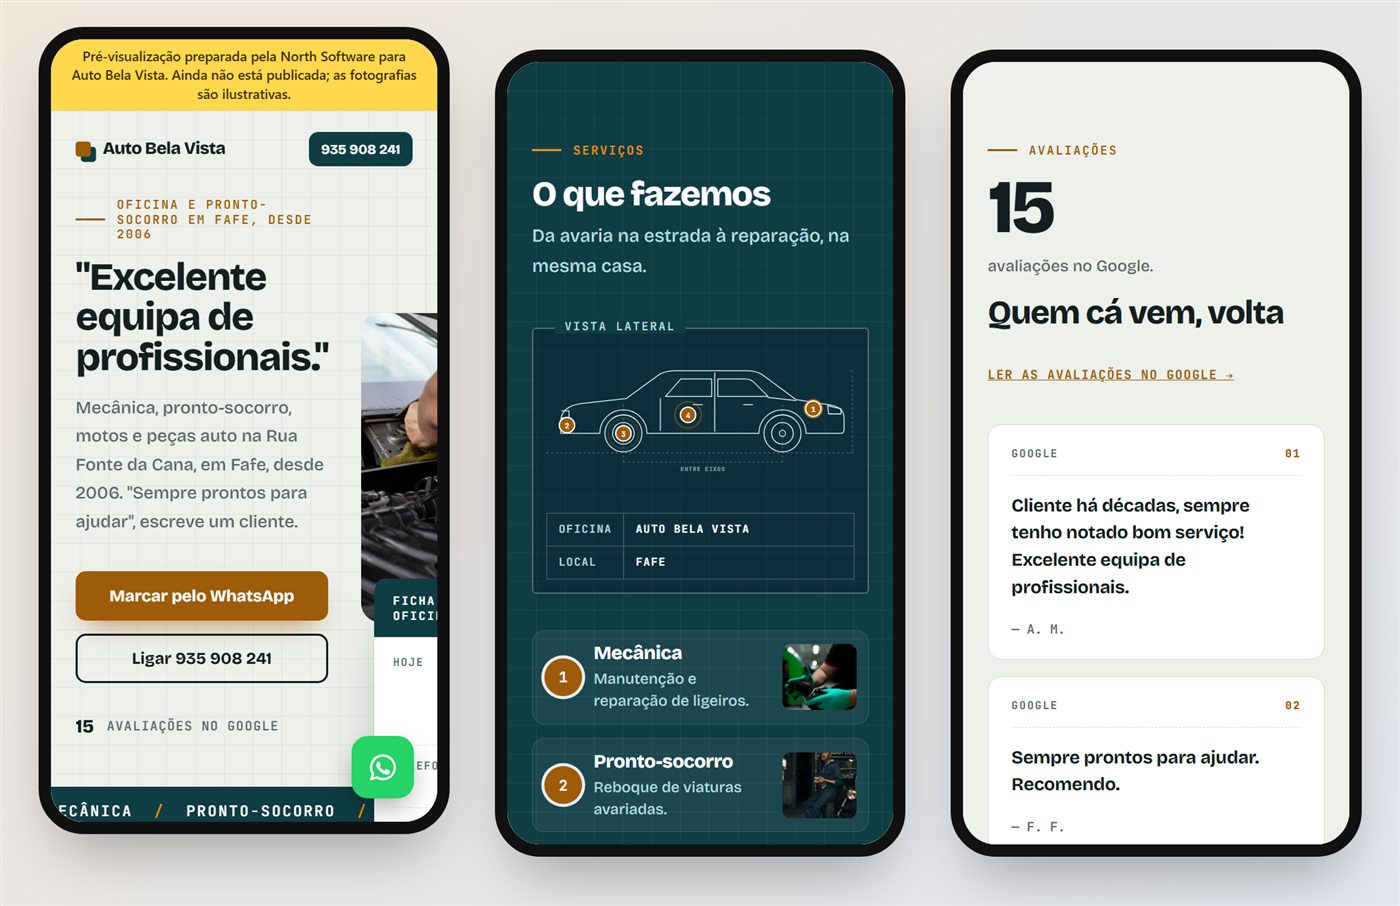 Pré-visualização preparada pela North Software para
Auto Bela Vista. Ainda não está publicada; as fotografias
são ilustrativas.
Auto Bela Vista
935 908 241
OFICINA E PRONTO-
SOCORRO EM FAFE, DESDE
2006
"Excelente
equipa de
profissionais."
Mecânica, pronto-socorro,
motos e peças auto na Rua
Fonte da Cana, em Fafe, desde
2006. "Sempre prontos para
ajudar", escreve um cliente.
Marcar pelo WhatsApp
Ligar 935 908 241
15 AVALIAÇÕES NO GOOGLE
FICHA
HOJE
ECÂNICA / PRONTO-SOCORRO /
SERVIÇOS
O que fazemos
Da avaria na estrada à reparação, na
mesma casa.
VISTA LATERAL
1
2
3
4
ENTRE EIXOS
OFICINA AUTO BELA VISTA
LOCAL FAFE
1
Mecânica
Manutenção e
reparação de ligeiros.
2
Pronto-socorro
Reboque de viaturas
avariadas.
AVALIAÇÕES
15
avaliações no Google.
Quem cá vem, volta
LER AS AVALIAÇÕES NO GOOGLE →
GOOGLE 01
Cliente há décadas, sempre
tenho notado bom serviço!
Excelente equipa de
profissionais.
— A. M.
GOOGLE 02
Sempre prontos para ajudar.
Recomendo.
— F. F.